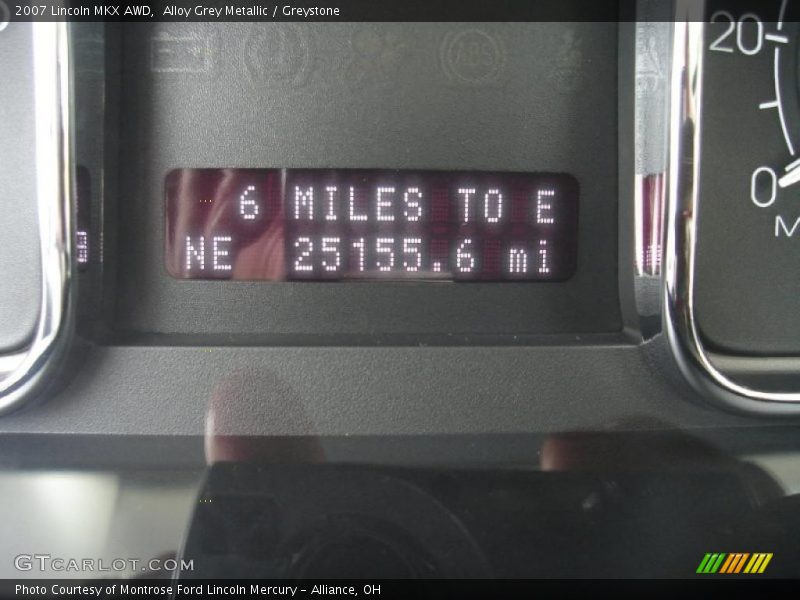 2007 Lincoln MKX AWD,  Alloy Grey Metallic / Greystone
20
0
M
6 MILES TO E
NE 25155.6 mi
GTCARLOT.COM
Photo Courtesy of Montrose Ford Lincoln Mercury - Alliance, OH